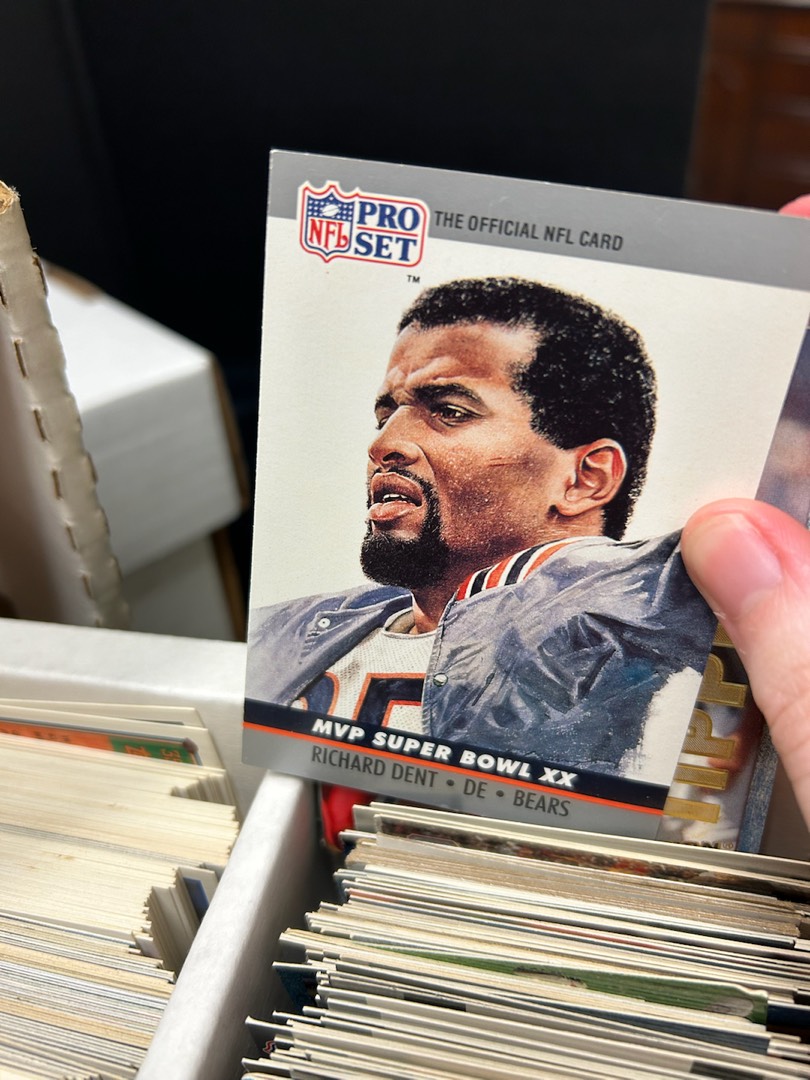 NFL
PRO
SET
™
THE OFFICIAL NFL CARD
MVP SUPER BOWL XX
RICHARD DENT • DE • BEARS